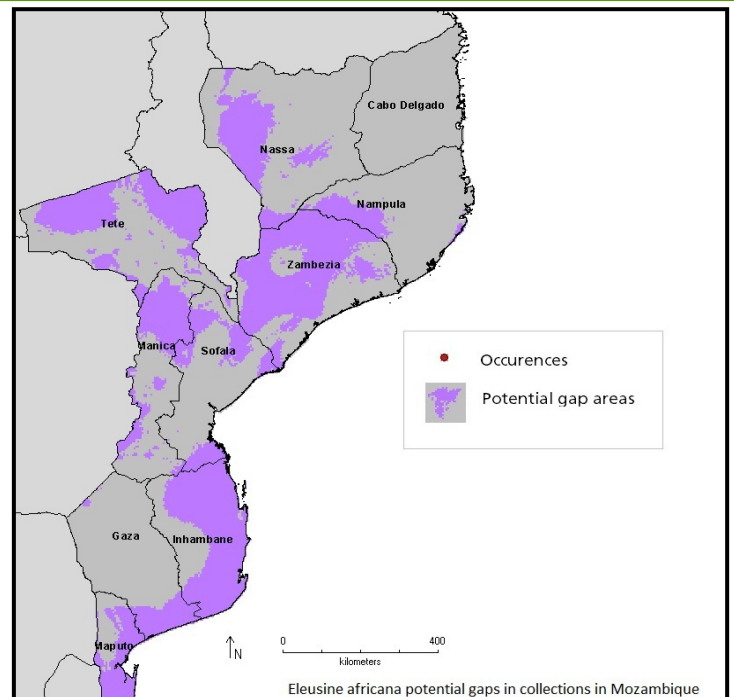 Cabo Delgado
Nassa
Nampula
Tete
Zambezia
Manica
Sofala
Occurences
Potential gap areas
Gaza
Inhambane
Maputo
N
0 400
kilometers
Eleusine africana potential gaps in collections in Mozambique